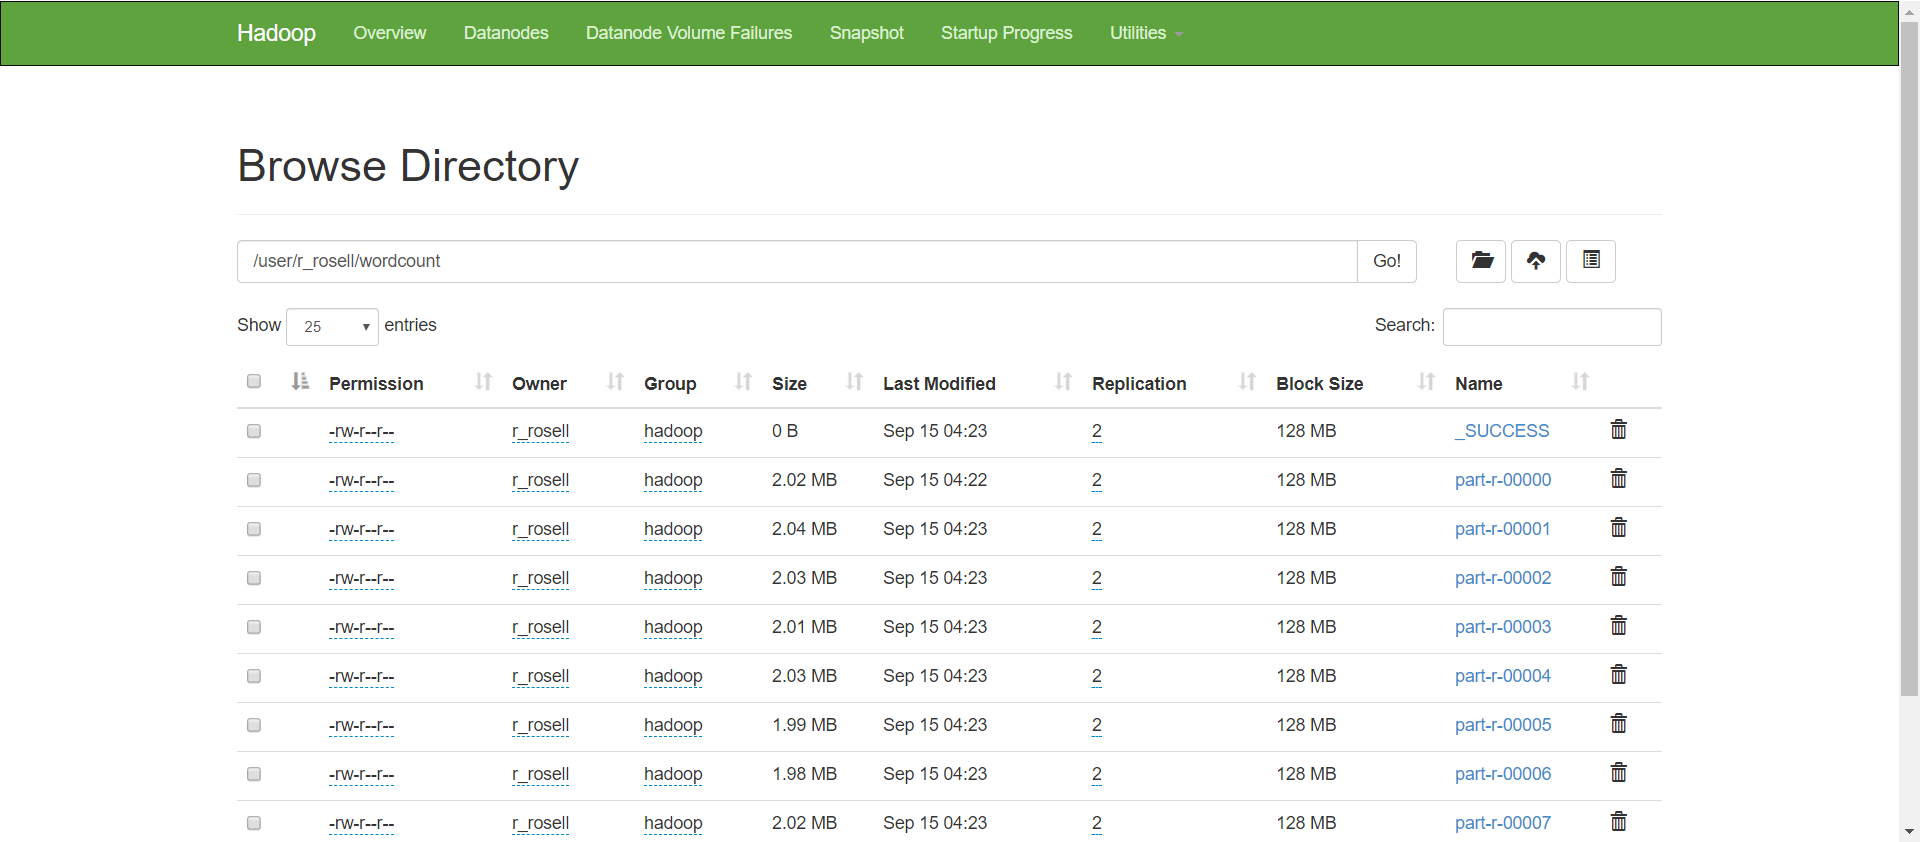 Hadoop Overview Datanodes Datanode Volume Failures Snapshot Startup Progress Utilities
Browse Directory
/user/r_rosell/wordcount Go!
Show 25 entries Search:
Permission Owner Group Size Last Modified Replication Block Size Name
-rw-r--r-- r_rosell hadoop 0 B Sep 15 04:23 2 128 MB _SUCCESS
-rw-r--r-- r_rosell hadoop 2.02 MB Sep 15 04:22 2 128 MB part-r-00000
-rw-r--r-- r_rosell hadoop 2.04 MB Sep 15 04:23 2 128 MB part-r-00001
-rw-r--r-- r_rosell hadoop 2.03 MB Sep 15 04:23 2 128 MB part-r-00002
-rw-r--r-- r_rosell hadoop 2.01 MB Sep 15 04:23 2 128 MB part-r-00003
-rw-r--r-- r_rosell hadoop 2.03 MB Sep 15 04:23 2 128 MB part-r-00004
-rw-r--r-- r_rosell hadoop 1.99 MB Sep 15 04:23 2 128 MB part-r-00005
-rw-r--r-- r_rosell hadoop 1.98 MB Sep 15 04:23 2 128 MB part-r-00006
-rw-r--r-- r_rosell hadoop 2.02 MB Sep 15 04:23 2 128 MB part-r-00007